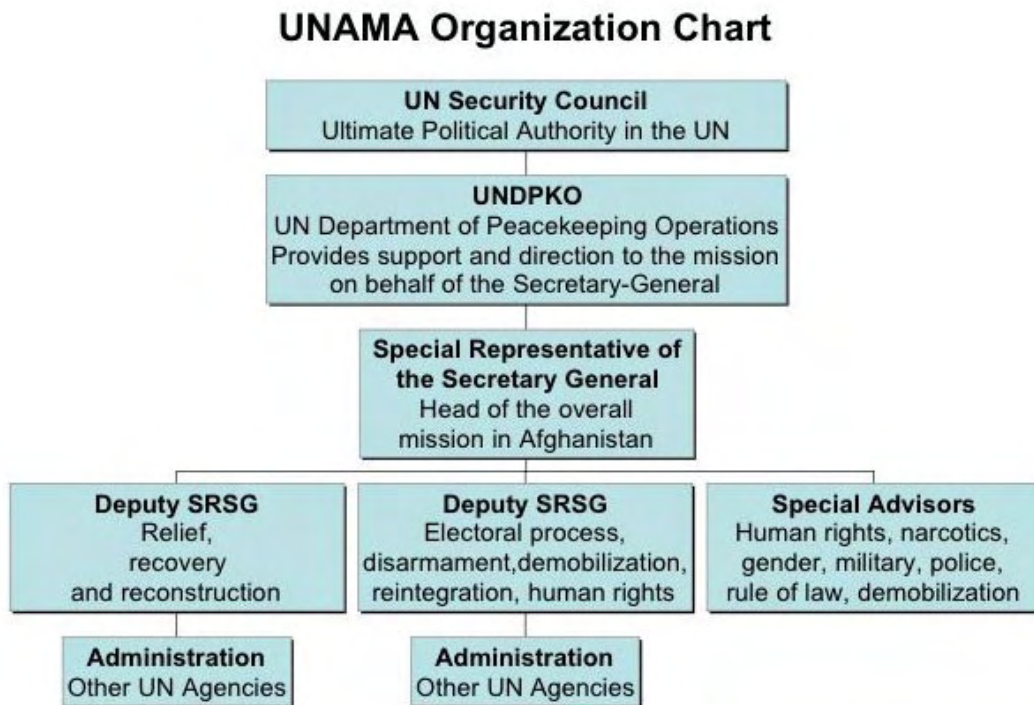 UNAMA Organization Chart
UN Security Council
Ultimate Political Authority in the UN
UNDPKO
UN Department of Peacekeeping Operations
Provides support and direction to the mission
on behalf of the Secretary-General
Special Representative of
the Secretary General
Head of the overall
mission in Afghanistan
Deputy SRSG
Relief,
recovery
and reconstruction
Deputy SRSG
Electoral process,
disarmament,demobilization,
reintegration, human rights
Special Advisors
Human rights, narcotics,
gender, military, police,
rule of law, demobilization
Administration
Other UN Agencies
Administration
Other UN Agencies